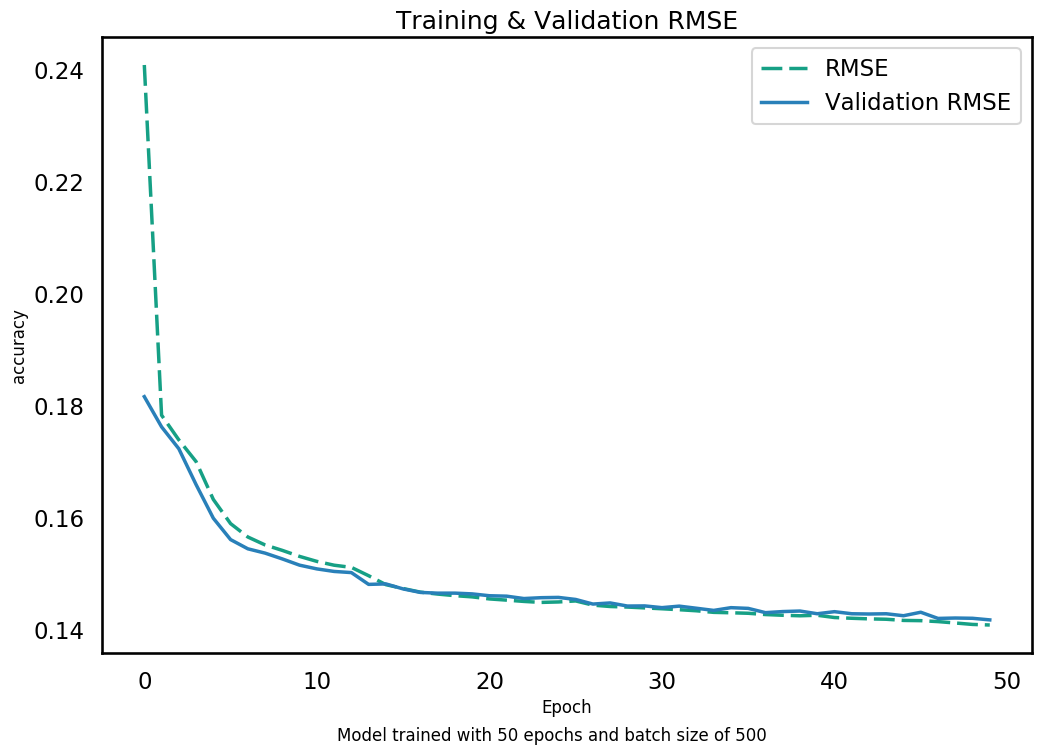 Training & Validation RMSE
RMSE
Validation RMSE
0.24
0.22
0.20
0.18
0.16
0.14
accuracy
0 10 20 30 40 50
Epoch
Model trained with 50 epochs and batch size of 500